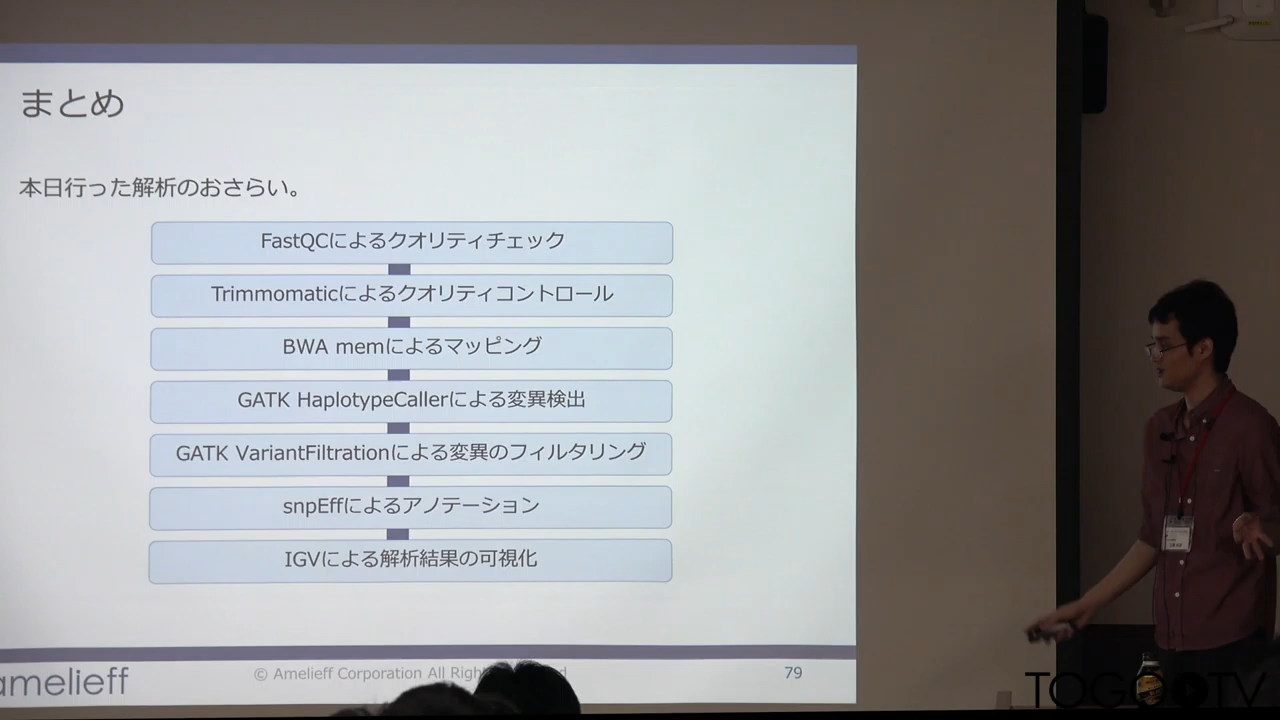 まとめ
本日行った解析のおさらい。
FastQCによるクオリティチェック
Trimmomaticによるクオリティコントロール
BWA memによるマッピング
GATK HaplotypeCallerによる変異検出
GATK VariantFiltrationによる変異のフィルタリング
snpEffによるアノテーション
IGVによる解析結果の可視化
amelieff
© Amelieff Corporation All
79
TOGO TV